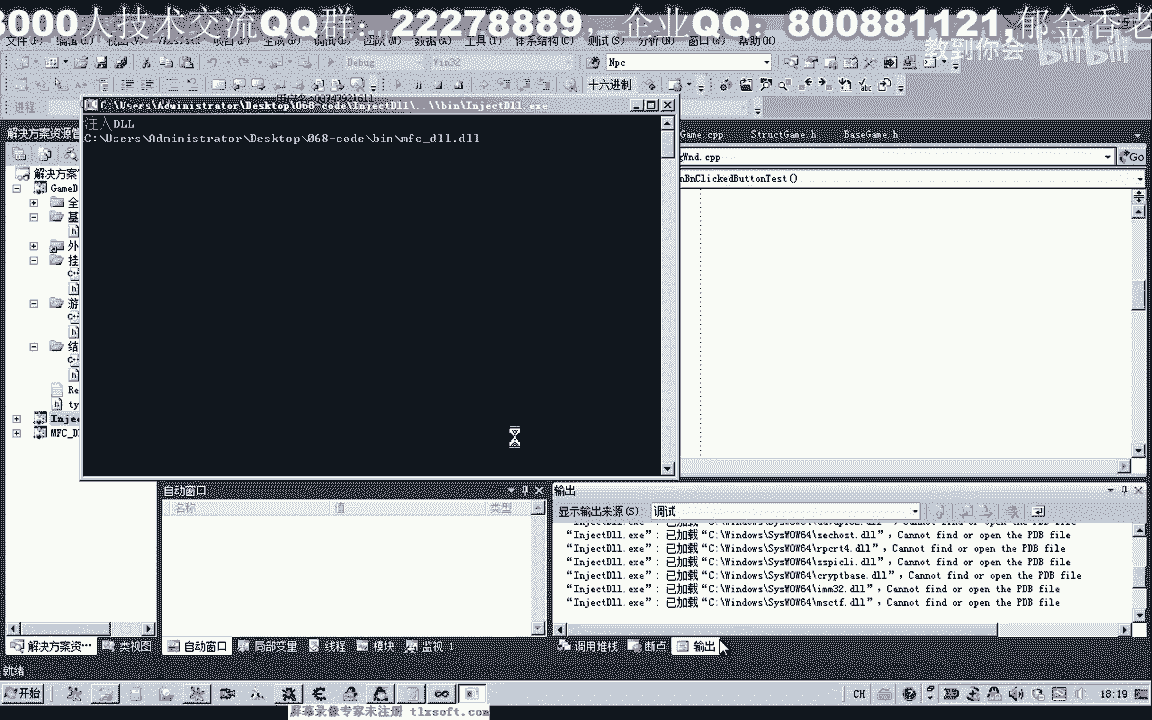 3000人技术交流QQ群：22278889，企业QQ：800881121，郁金香老
教到你会 bilibili
Debug Win32 Npc
十六进制
进程
C:\Users\Administrator\Desktop\068-code\InjectDll\..\bin\InjectDll.exe
注入DLL
C:\Users\Administrator\Desktop\068-code\bin\mfc_dll.dll
解决方案资源管
Game.cpp StructGame.h BaseGame.h
gWnd.cpp Go
nBnClickedButtonTest()
解决方案"
GameD
全
基
外
挂
游
结
Re
ty
Injec
MFC_D
自动窗口
名称 值 类型
输出
显示输出来源(S): 调试
“InjectDll.exe”: 已加载“C:\Windows\SysWOW64\sechost.dll”，Cannot find or open the PDB file
“InjectDll.exe”: 已加载“C:\Windows\SysWOW64\rpcrt4.dll”，Cannot find or open the PDB file
“InjectDll.exe”: 已加载“C:\Windows\SysWOW64\sspicli.dll”，Cannot find or open the PDB file
“InjectDll.exe”: 已加载“C:\Windows\SysWOW64\cryptbase.dll”，Cannot find or open the PDB file
“InjectDll.exe”: 已加载“C:\Windows\SysWOW64\imm32.dll”，Cannot find or open the PDB file
“InjectDll.exe”: 已加载“C:\Windows\SysWOW64\msctf.dll”，Cannot find or open the PDB file
解决方案资… 类视图 自动窗口 局部变量 线程 模块 监视 1 调用堆栈 断点 输出
就绪
开始 CH 18:19
屏幕录像专家未注册 tlxsoft.com